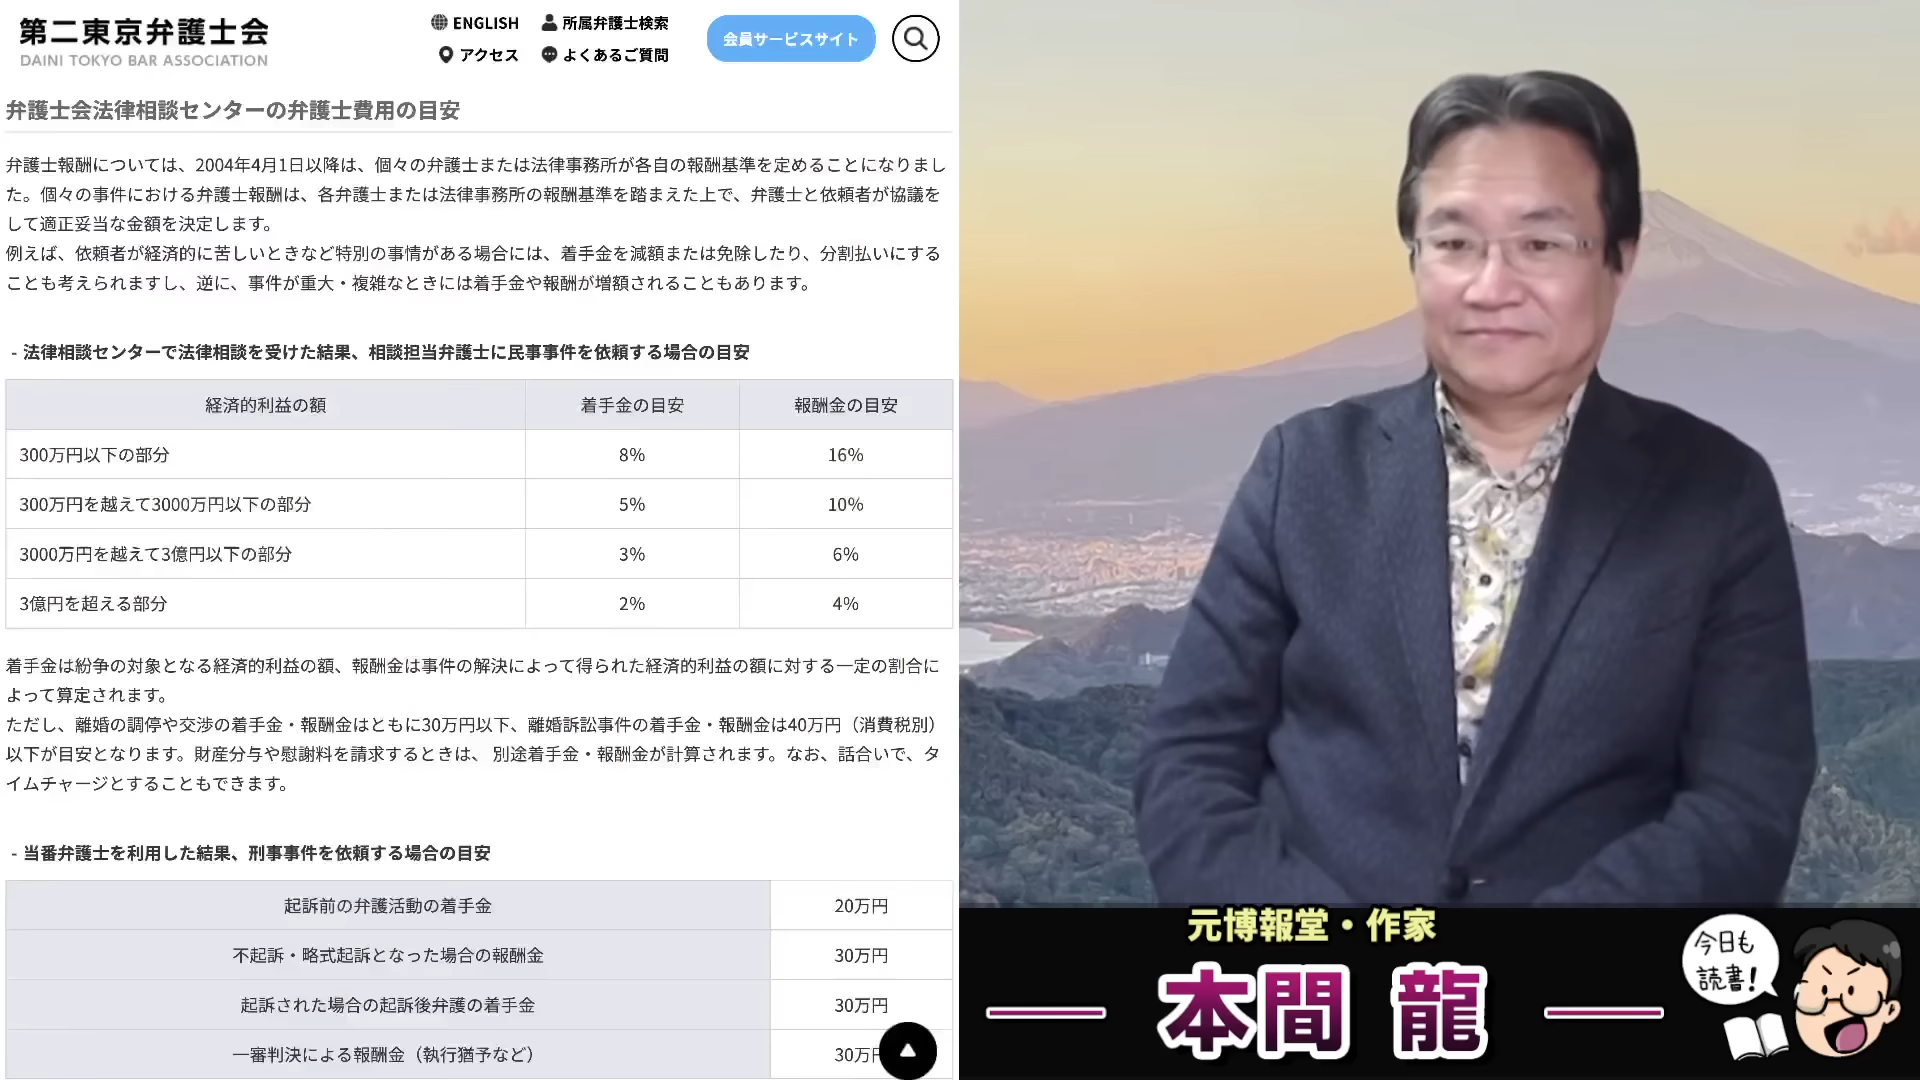 第二東京弁護士会
DAINI TOKYO BAR ASSOCIATION
ENGLISH
所属弁護士検索
アクセス
よくあるご質問
会員サービスサイト
弁護士会法律相談センターの弁護士費用の目安
弁護士報酬については、2004年4月1日以降は、個々の弁護士または法律事務所が各自の報酬基準を定めることになりまし
た。個々の事件における弁護士報酬は、各弁護士または法律事務所の報酬基準を踏まえた上で、弁護士と依頼者が協議を
して適正妥当な金額を決定します。
例えば、依頼者が経済的に苦しいときなど特別の事情がある場合には、着手金を減額または免除したり、分割払いにする
ことも考えられますし、逆に、事件が重大・複雑なときには着手金や報酬が増額されることもあります。
- 法律相談センターで法律相談を受けた結果、相談担当弁護士に民事事件を依頼する場合の目安
経済的利益の額 着手金の目安 報酬金の目安
300万円以下の部分 8% 16%
300万円を越えて3000万円以下の部分 5% 10%
3000万円を越えて3億円以下の部分 3% 6%
3億円を超える部分 2% 4%
着手金は紛争の対象となる経済的利益の額、報酬金は事件の解決によって得られた経済的利益の額に対する一定の割合に
よって算定されます。
ただし、離婚の調停や交渉の着手金・報酬金はともに30万円以下、離婚訴訟事件の着手金・報酬金は40万円（消費税別）
以下が目安となります。財産分与や慰謝料を請求するときは、 別途着手金・報酬金が計算されます。なお、話合いで、タ
イムチャージとすることもできます。
- 当番弁護士を利用した結果、刑事事件を依頼する場合の目安
起訴前の弁護活動の着手金 20万円
不起訴・略式起訴となった場合の報酬金 30万円
起訴された場合の起訴後弁護の着手金 30万円
一審判決による報酬金（執行猶予など） 30万円
元博報堂・作家
本間 龍
今日も
読書!